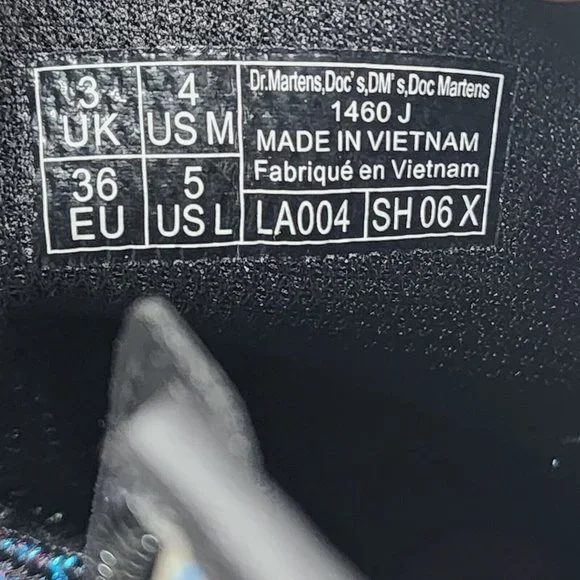 3
UK
4
US M
36
EU
5
US L
Dr.Martens,Doc's,DM's,Doc Martens
1460 J
MADE IN VIETNAM
Fabriqué en Vietnam
LA004
SH 06 X